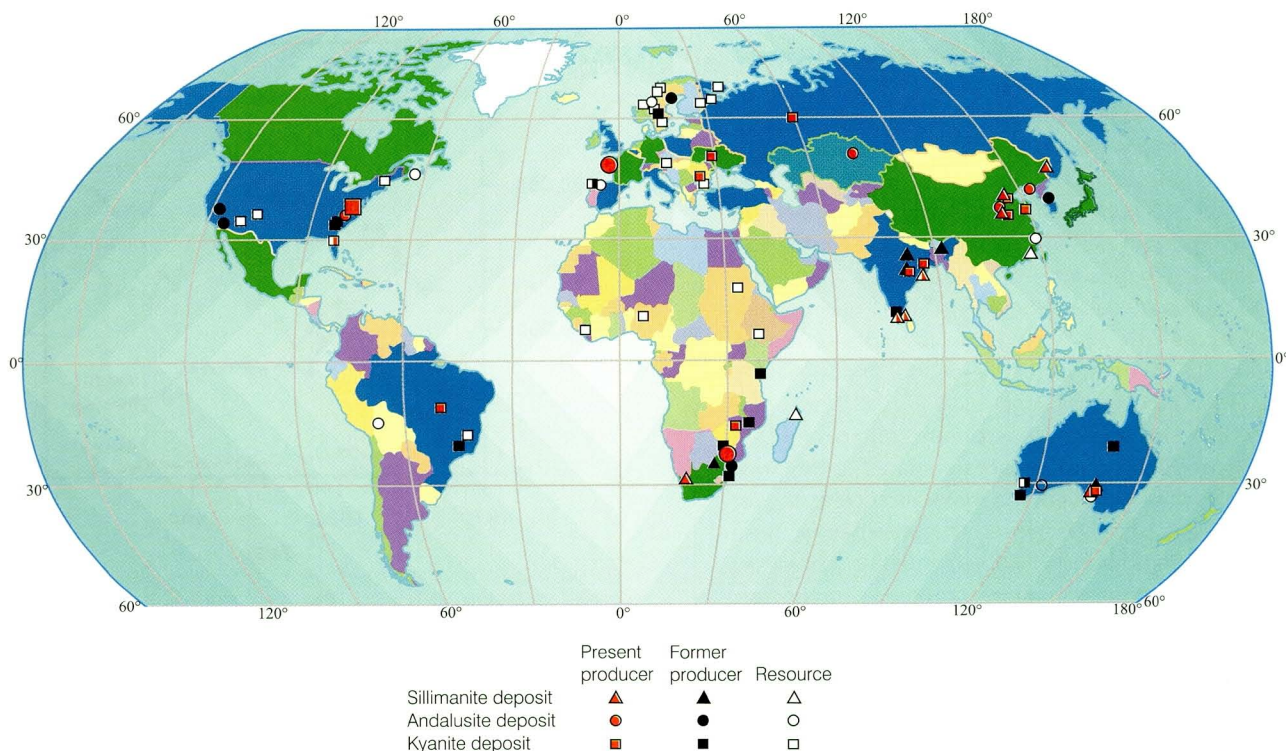 120° 60° 0° 60° 120° 180°
60° 60°
30° 30°
0° 0°
30° 30°
60° 120° 60° 0° 60° 120° 180° 60°
Present Former
producer producer Resource
Sillimanite deposit
Andalusite deposit
Kyanite deposit